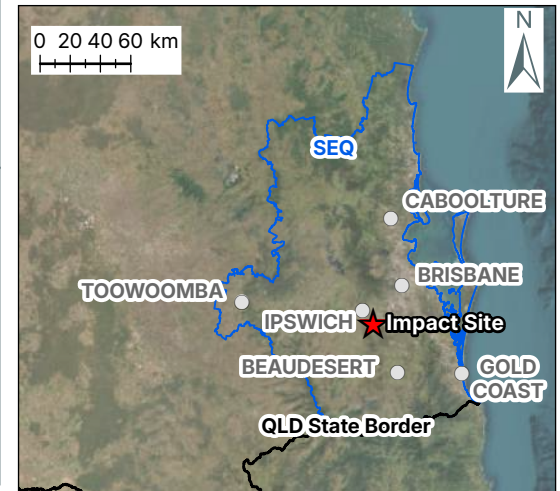 N
0 20 40 60 km
SEQ
CABOOLTURE
BRISBANE
TOOWOOMBA
IPSWICH
Impact Site
BEAUDESERT
GOLD
COAST
QLD State Border